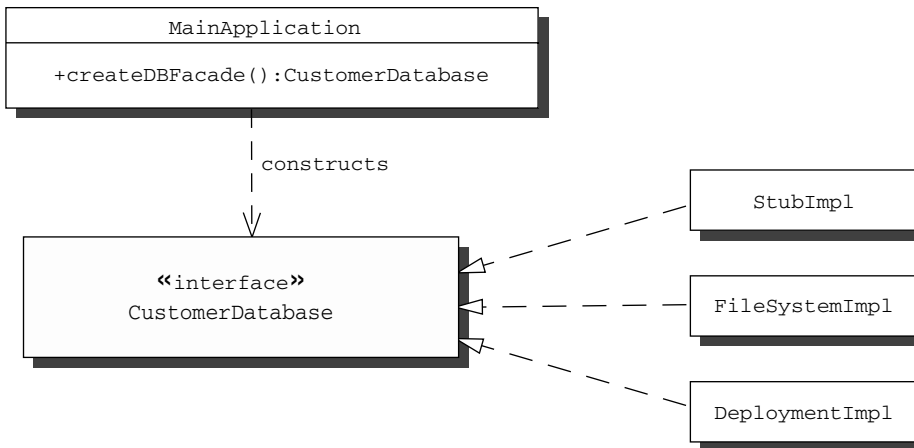 MainApplication
+createDBFacade():CustomerDatabase
constructs
StubImpl
«interface»
CustomerDatabase
FileSystemImpl
DeploymentImpl